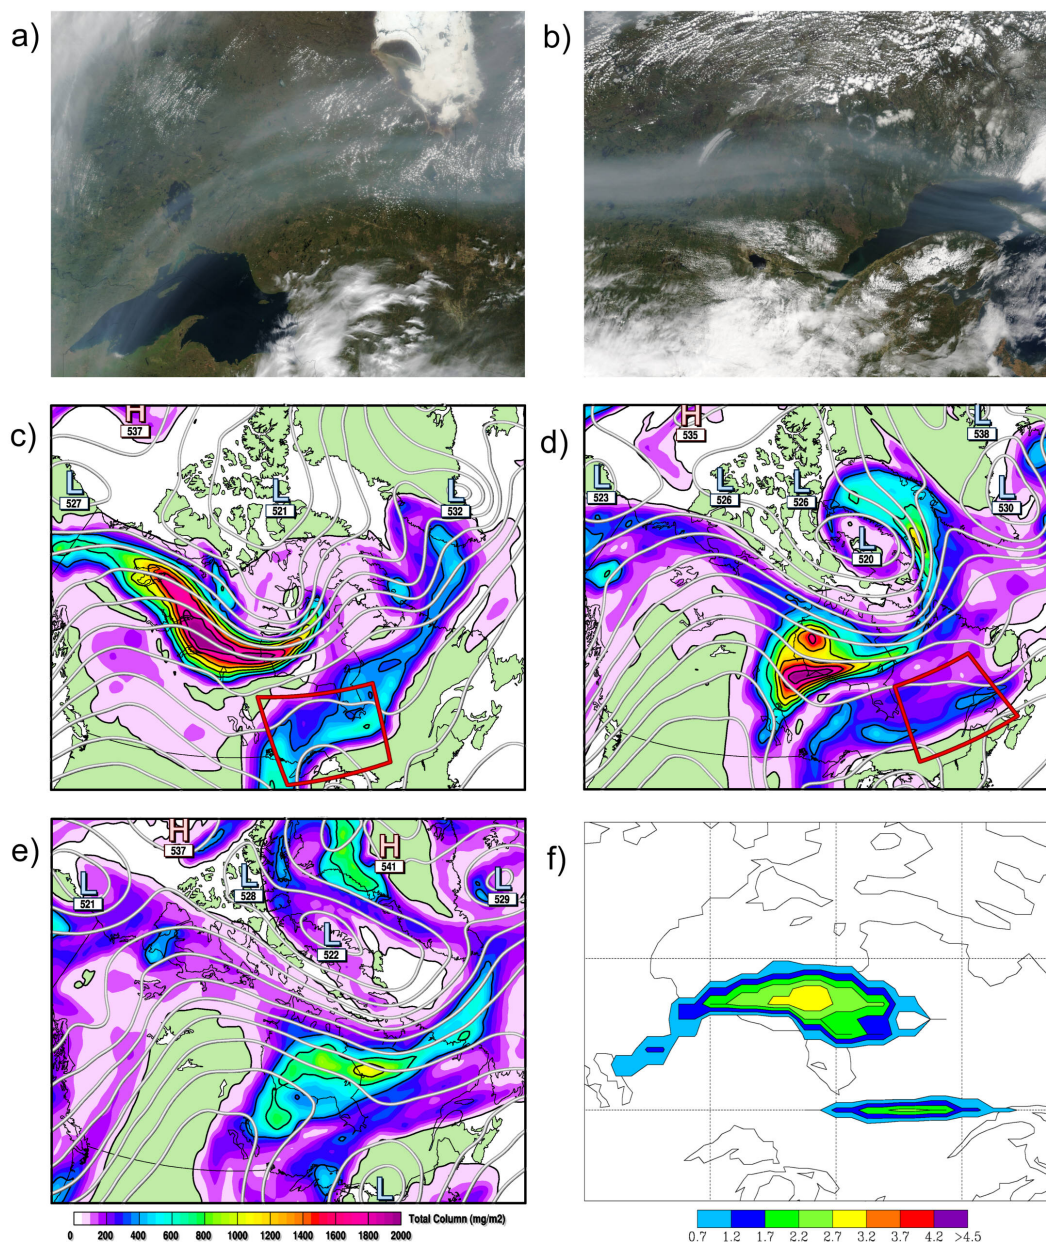 a)
b)
c)
H
537
L
527
L
521
L
532
d)
H
535
L
538
L
523
L
526
L
526
L
530
L
520
e)
H
537
H
541
L
521
L
528
L
529
L
522
L
f)
0 200 400 600 800 1000 1200 1400 1600 1800 2000 Total Column (mg/m2)
0.7 1.2 1.7 2.2 2.7 3.2 3.7 4.2 >4.5